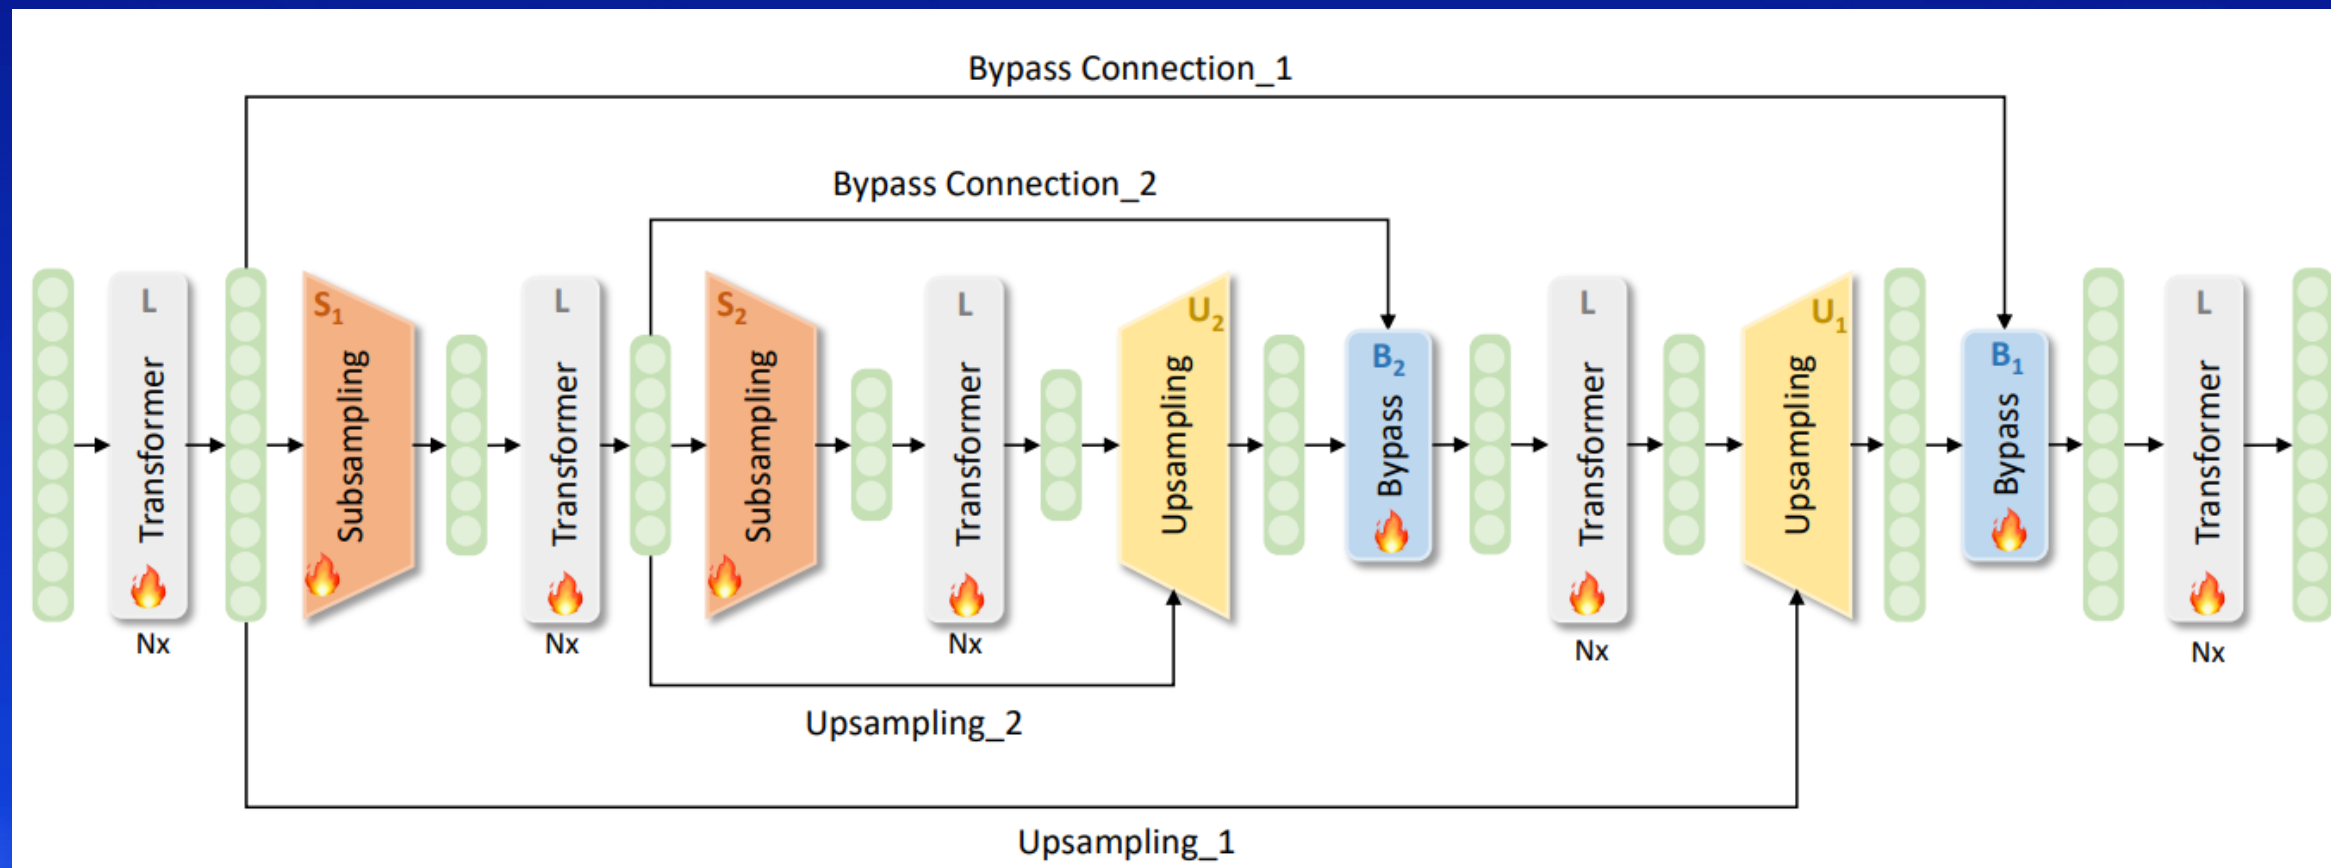 Bypass Connection_1
Bypass Connection_2
L
Transformer
Nx
S1
Subsampling
L
Transformer
Nx
S2
Subsampling
L
Transformer
Nx
U2
Upsampling
B2
Bypass
L
Transformer
Nx
U1
Upsampling
B1
Bypass
L
Transformer
Nx
Upsampling_2
Upsampling_1